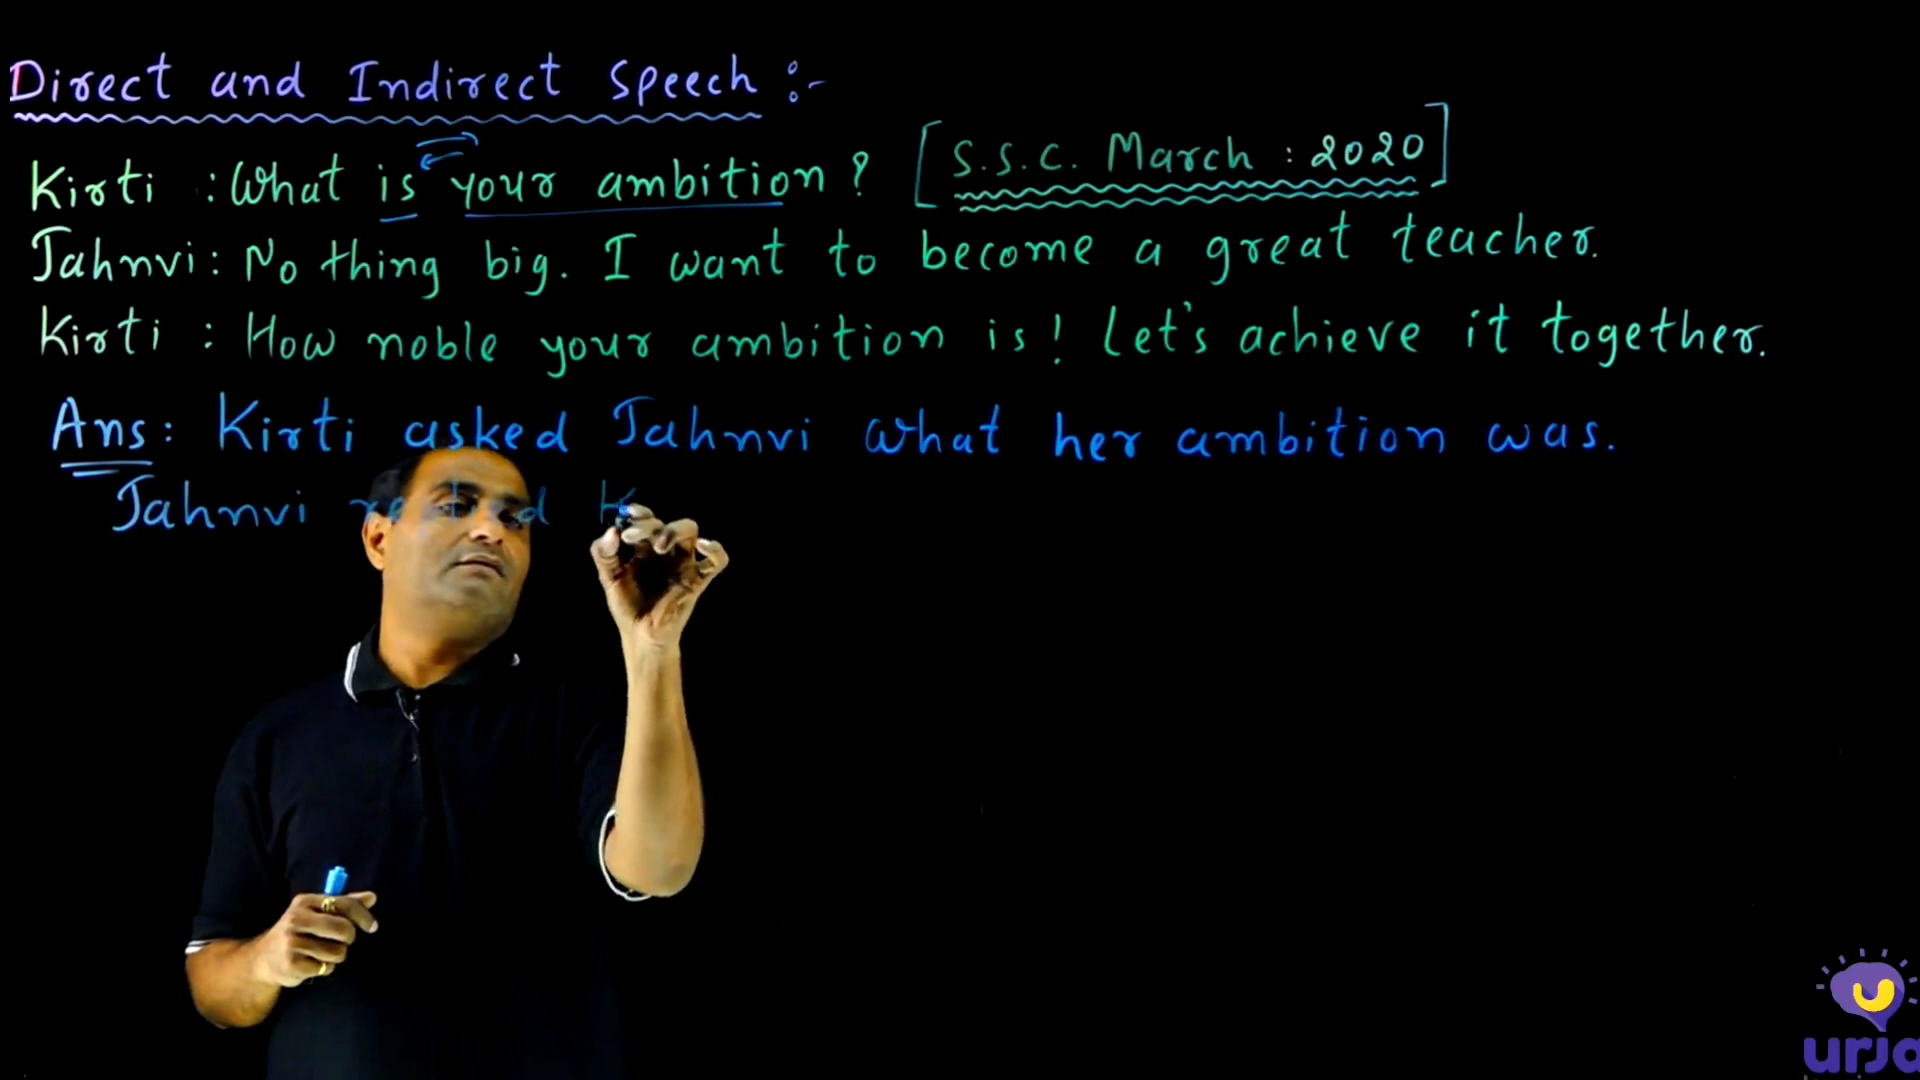 Direct and Indirect Speech :-
Kirti : What is your ambition ? [S.S.C. March : 2020]
Jahnvi : Nothing big. I want to become a great teacher.
Kirti : How noble your ambition is! Let's achieve it together.
Ans : Kirti asked Jahnvi what her ambition was.
Jahnvi
urja